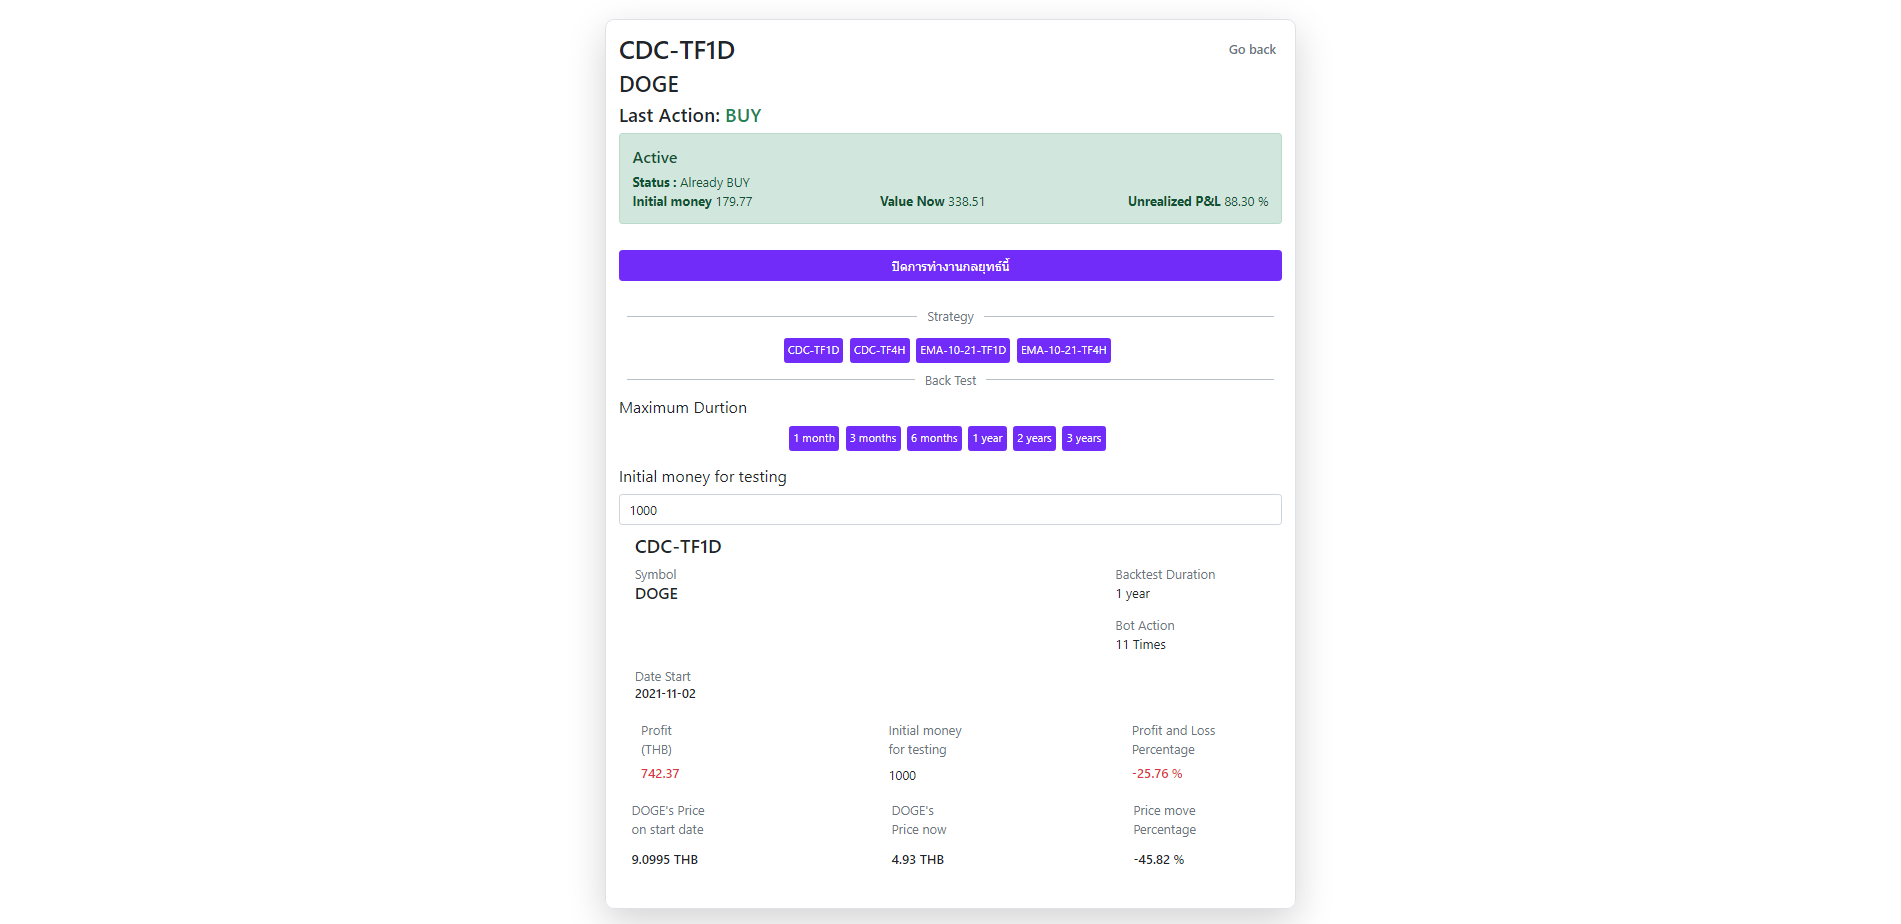 CDC-TF1D
Go back
DOGE
Last Action: BUY
Active
Status : Already BUY
Initial money 179.77 Value Now 338.51 Unrealized P&L 88.30 %
ปิดการทำงานกลยุทธ์นี้
Strategy
CDC-TF1D CDC-TF4H EMA-10-21-TF1D EMA-10-21-TF4H
Back Test
Maximum Durtion
1 month 3 months 6 months 1 year 2 years 3 years
Initial money for testing
1000
CDC-TF1D
Symbol
DOGE
Backtest Duration
1 year
Bot Action
11 Times
Date Start
2021-11-02
Profit
(THB)
742.37
Initial money
for testing
1000
Profit and Loss
Percentage
-25.76 %
DOGE's Price
on start date
9.0995 THB
DOGE's
Price now
4.93 THB
Price move
Percentage
-45.82 %